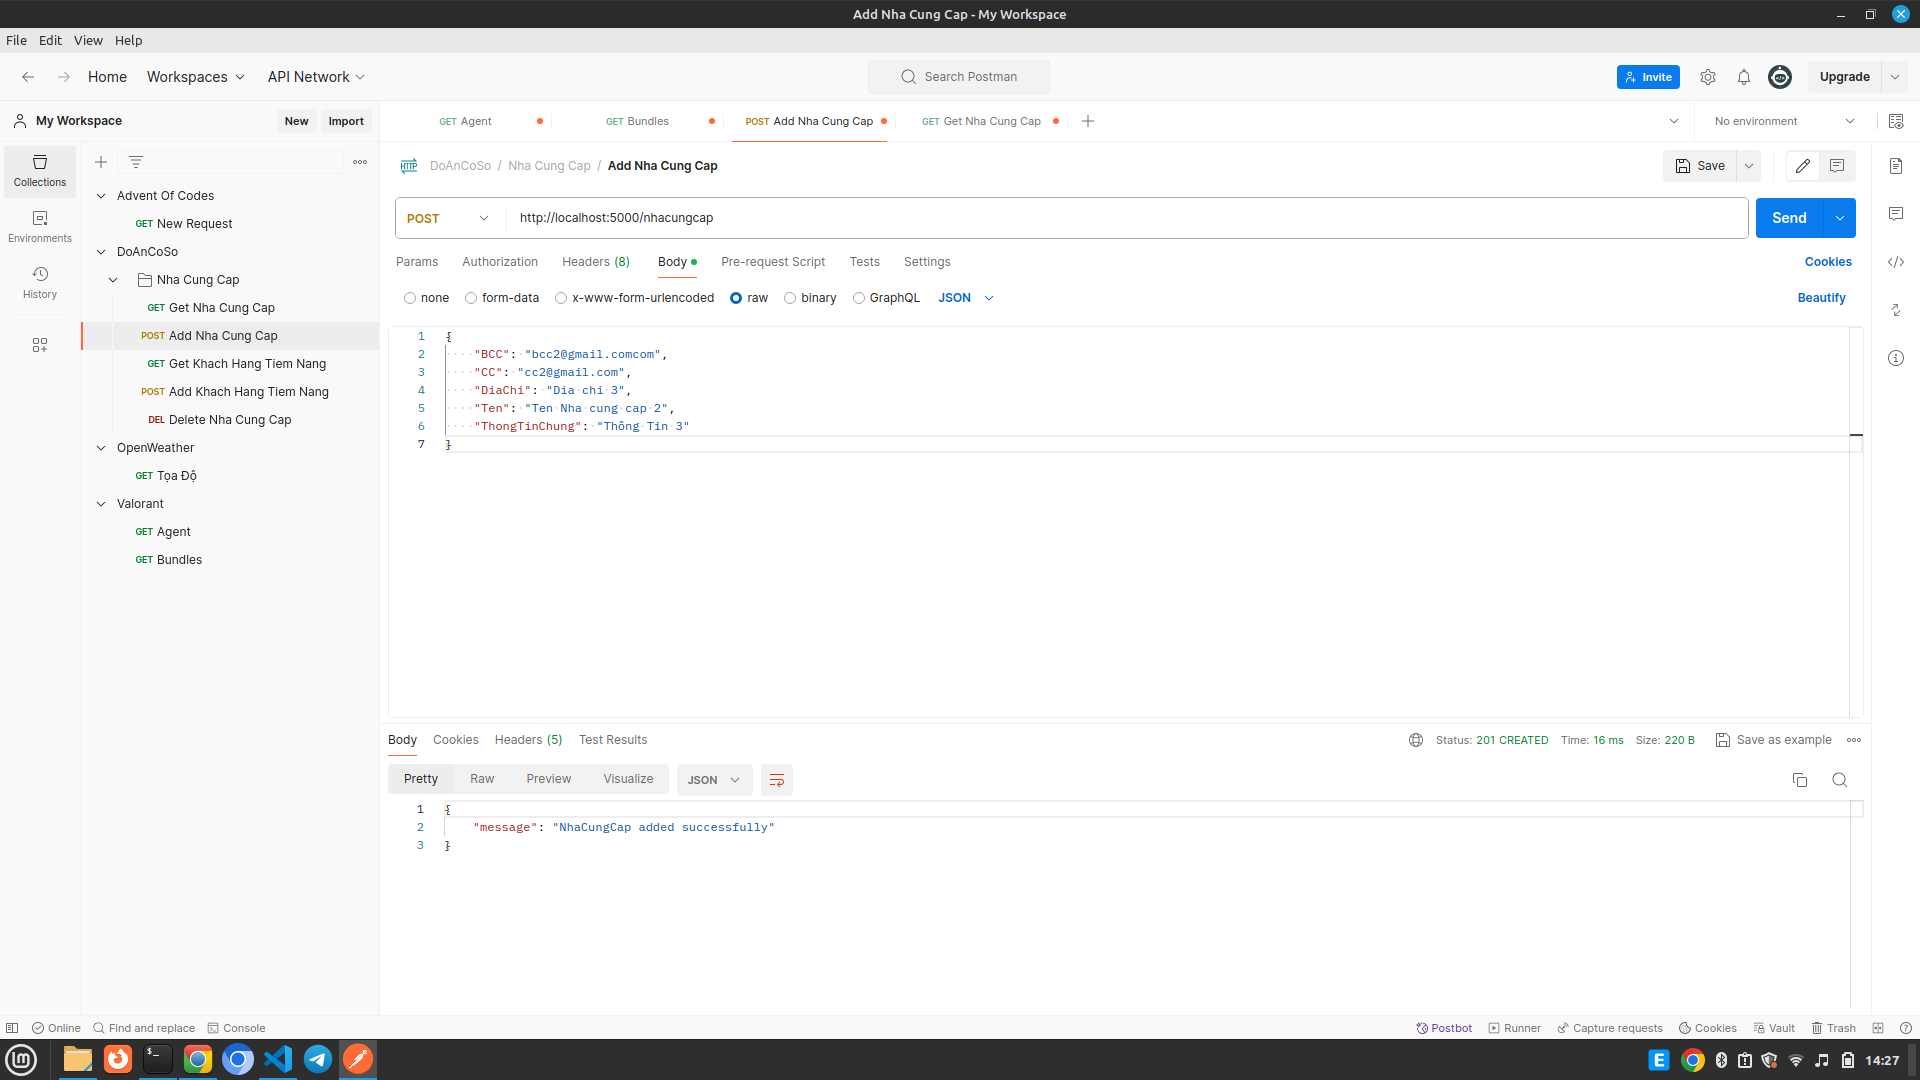 Add Nha Cung Cap - My Workspace
File Edit View Help
Home Workspaces API Network
Search Postman
Invite
Upgrade
My Workspace
New Import
GET Agent
GET Bundles
POST Add Nha Cung Cap
GET Get Nha Cung Cap
No environment
Collections
Environments
History
Advent Of Codes
GET New Request
DoAnCoSo
Nha Cung Cap
GET Get Nha Cung Cap
POST Add Nha Cung Cap
GET Get Khach Hang Tiem Nang
POST Add Khach Hang Tiem Nang
DEL Delete Nha Cung Cap
OpenWeather
GET Tọa Độ
Valorant
GET Agent
GET Bundles
HTTP DoAnCoSo / Nha Cung Cap / Add Nha Cung Cap
Save
POST http://localhost:5000/nhacungcap
Send
Params Authorization Headers (8) Body Pre-request Script Tests Settings
Cookies
none form-data x-www-form-urlencoded raw binary GraphQL JSON
Beautify
1 {
2 "BCC": "bcc2@gmail.comcom",
3 "CC": "cc2@gmail.com",
4 "DiaChi": "Dia chi 3",
5 "Ten": "Ten Nha cung cap 2",
6 "ThongTinChung": "Thông Tin 3"
7 }
Body Cookies Headers (5) Test Results
Status: 201 CREATED Time: 16 ms Size: 220 B
Save as example
Pretty Raw Preview Visualize JSON
1 {
2 "message": "NhaCungCap added successfully"
3 }
Online Find and replace Console
Postbot Runner Capture requests Cookies Vault Trash
E
14:27